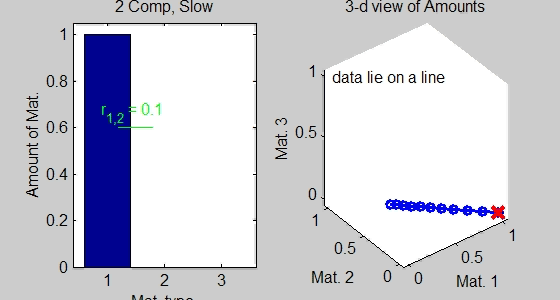 2 Comp, Slow
3-d view of Amounts
1
0.8
0.6
0.4
0.2
0
Amount of Mat.
r1,2 = 0.1
1 2 3
Mat. type
data lie on a line
1
0.5
0
Mat. 3
1
0.5
0
Mat. 2
0
0.5
1
Mat. 1